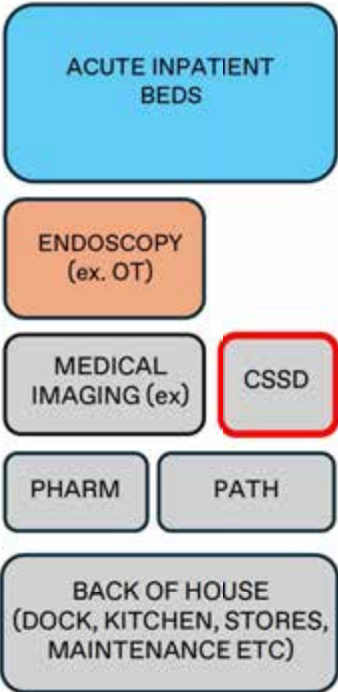 ACUTE INPATIENT
BEDS
ENDOSCOPY
(ex. OT)
MEDICAL
IMAGING (ex)
CSSD
PHARM
PATH
BACK OF HOUSE
(DOCK, KITCHEN, STORES,
MAINTENANCE ETC)